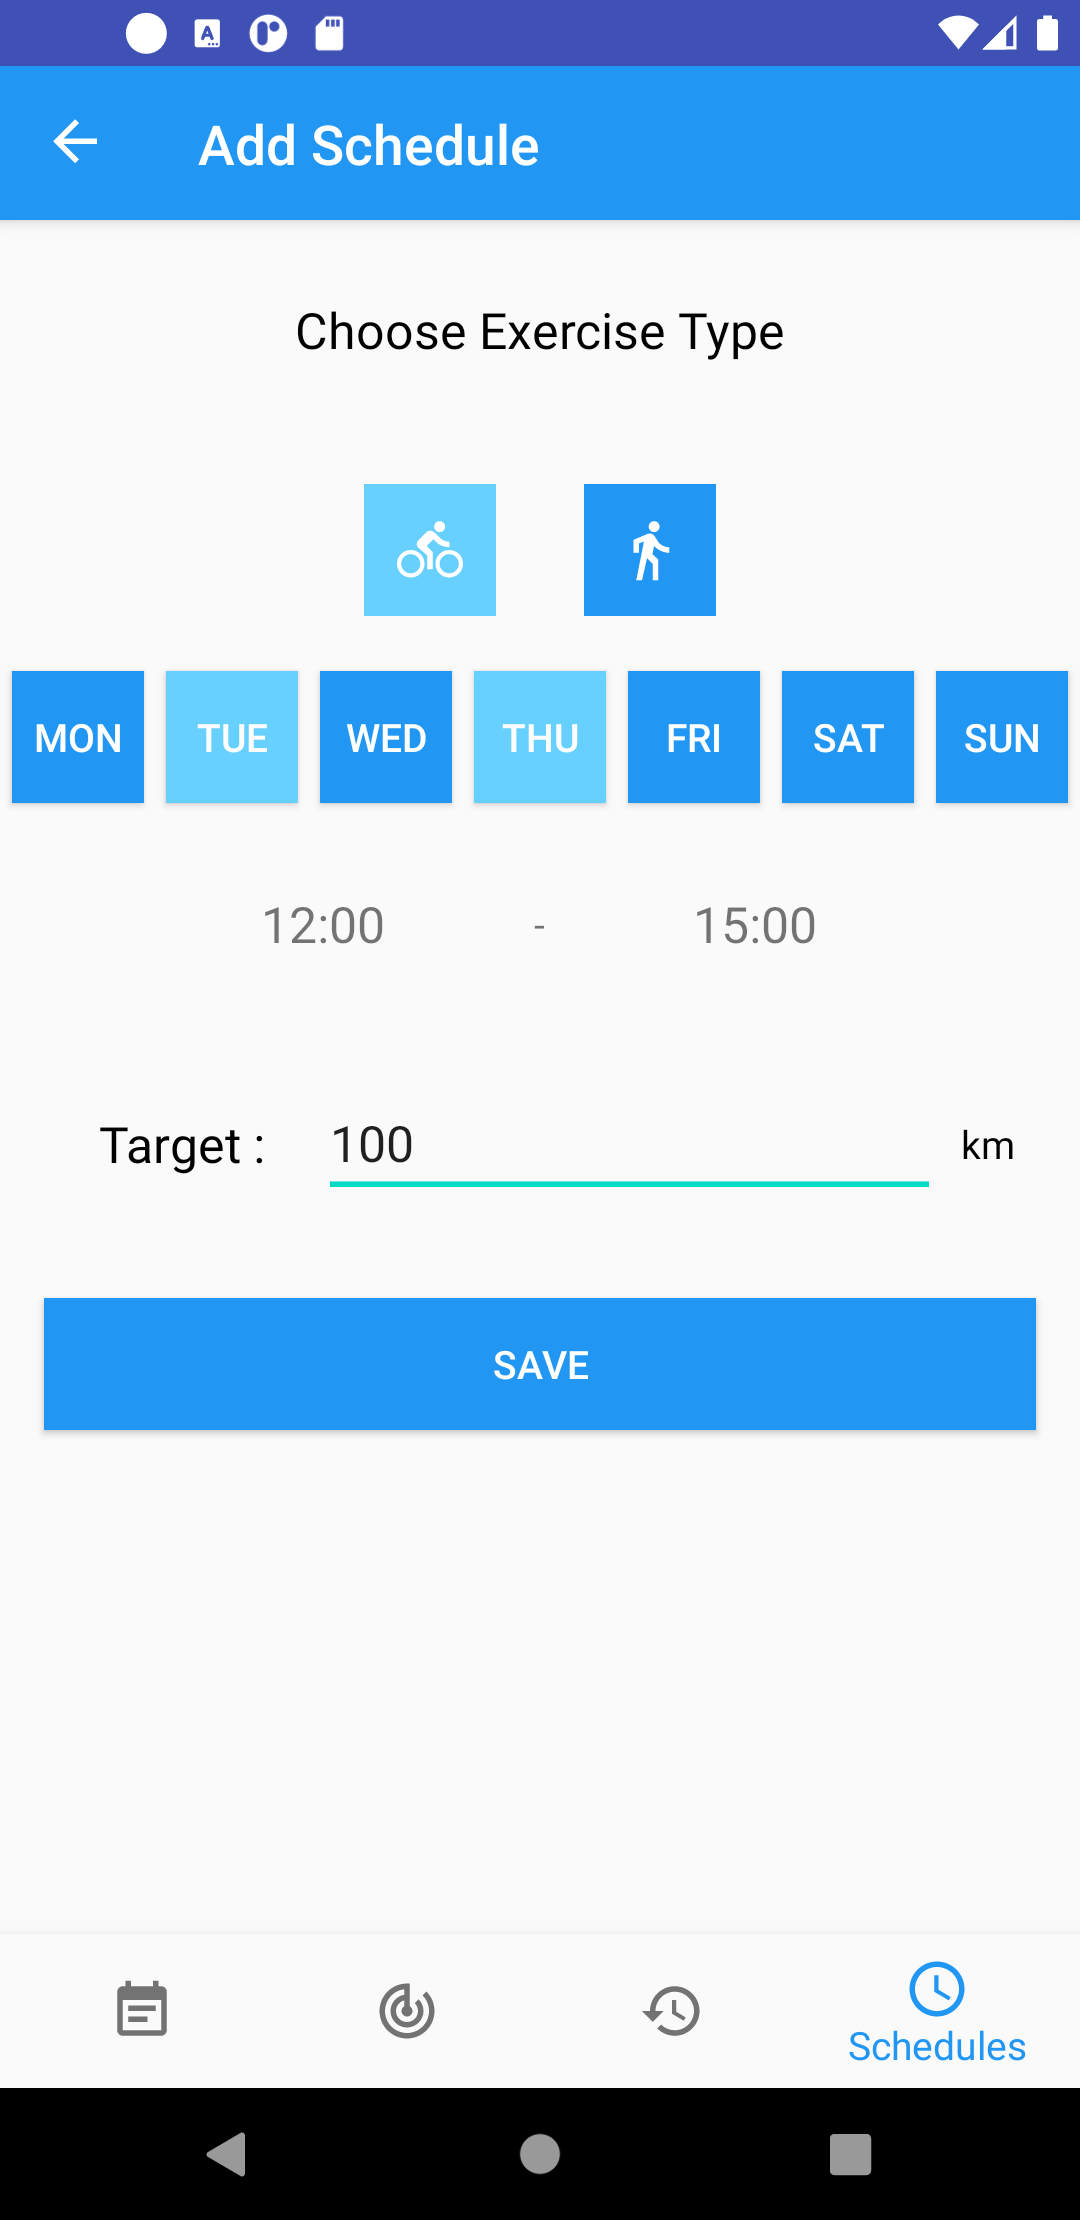 Add Schedule
Choose Exercise Type
MON TUE WED THU FRI SAT SUN
12:00 - 15:00
Target : 100 km
SAVE
Schedules